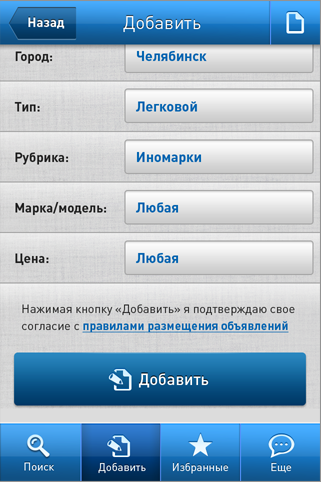 Назад
Добавить
Город: Челябинск
Тип: Легковой
Рубрика: Иномарки
Марка/модель: Любая
Цена: Любая
Нажимая кнопку «Добавить» я подтверждаю свое
согласие с правилами размещения объявлений
Добавить
Поиск
Добавить
Избранные
Еще